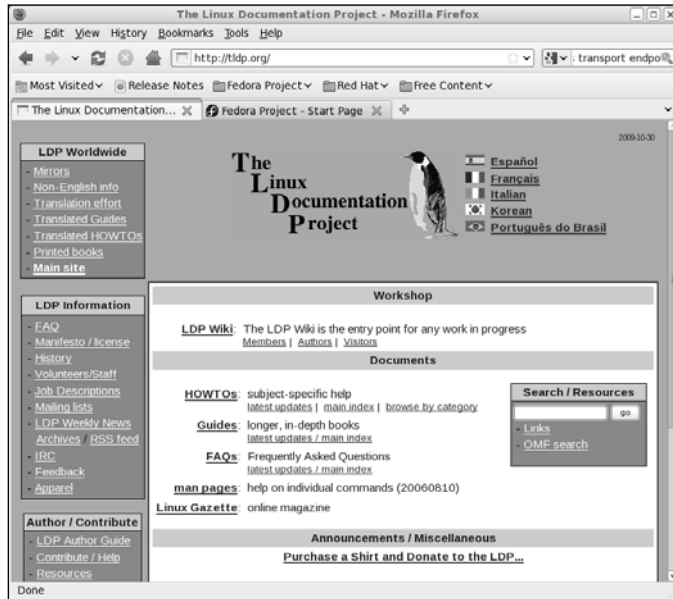 The Linux Documentation Project - Mozilla Firefox
File Edit View History Bookmarks Tools Help
http://tldp.org/
transport endpo
Most Visited Release Notes Fedora Project Red Hat Free Content
The Linux Documentation... Fedora Project - Start Page
2009-10-30
LDP Worldwide
- Mirrors
- Non-English info
- Translation effort
- Translated Guides
- Translated HOWTOs
- Printed books
- Main site
The
Linux
Documentation
Project
Español
Français
Italian
Korean
Português do Brasil
LDP Information
- FAQ
- Manifesto / license
- History
- Volunteers/Staff
- Job Descriptions
- Mailing lists
- LDP Weekly News
Archives / RSS feed
- IRC
- Feedback
- Apparel
Author / Contribute
- LDP Author Guide
- Contribute / Help
- Resources
Workshop
LDP Wiki: The LDP Wiki is the entry point for any work in progress
Members | Authors | Visitors
Documents
HOWTOs: subject-specific help
latest updates | main index | browse by category
Guides: longer, in-depth books
latest updates / main index
FAQs: Frequently Asked Questions
latest updates / main index
man pages: help on individual commands (20060810)
Linux Gazette: online magazine
Search / Resources
go
- Links
- OMF search
Announcements / Miscellaneous
Purchase a Shirt and Donate to the LDP...
Done